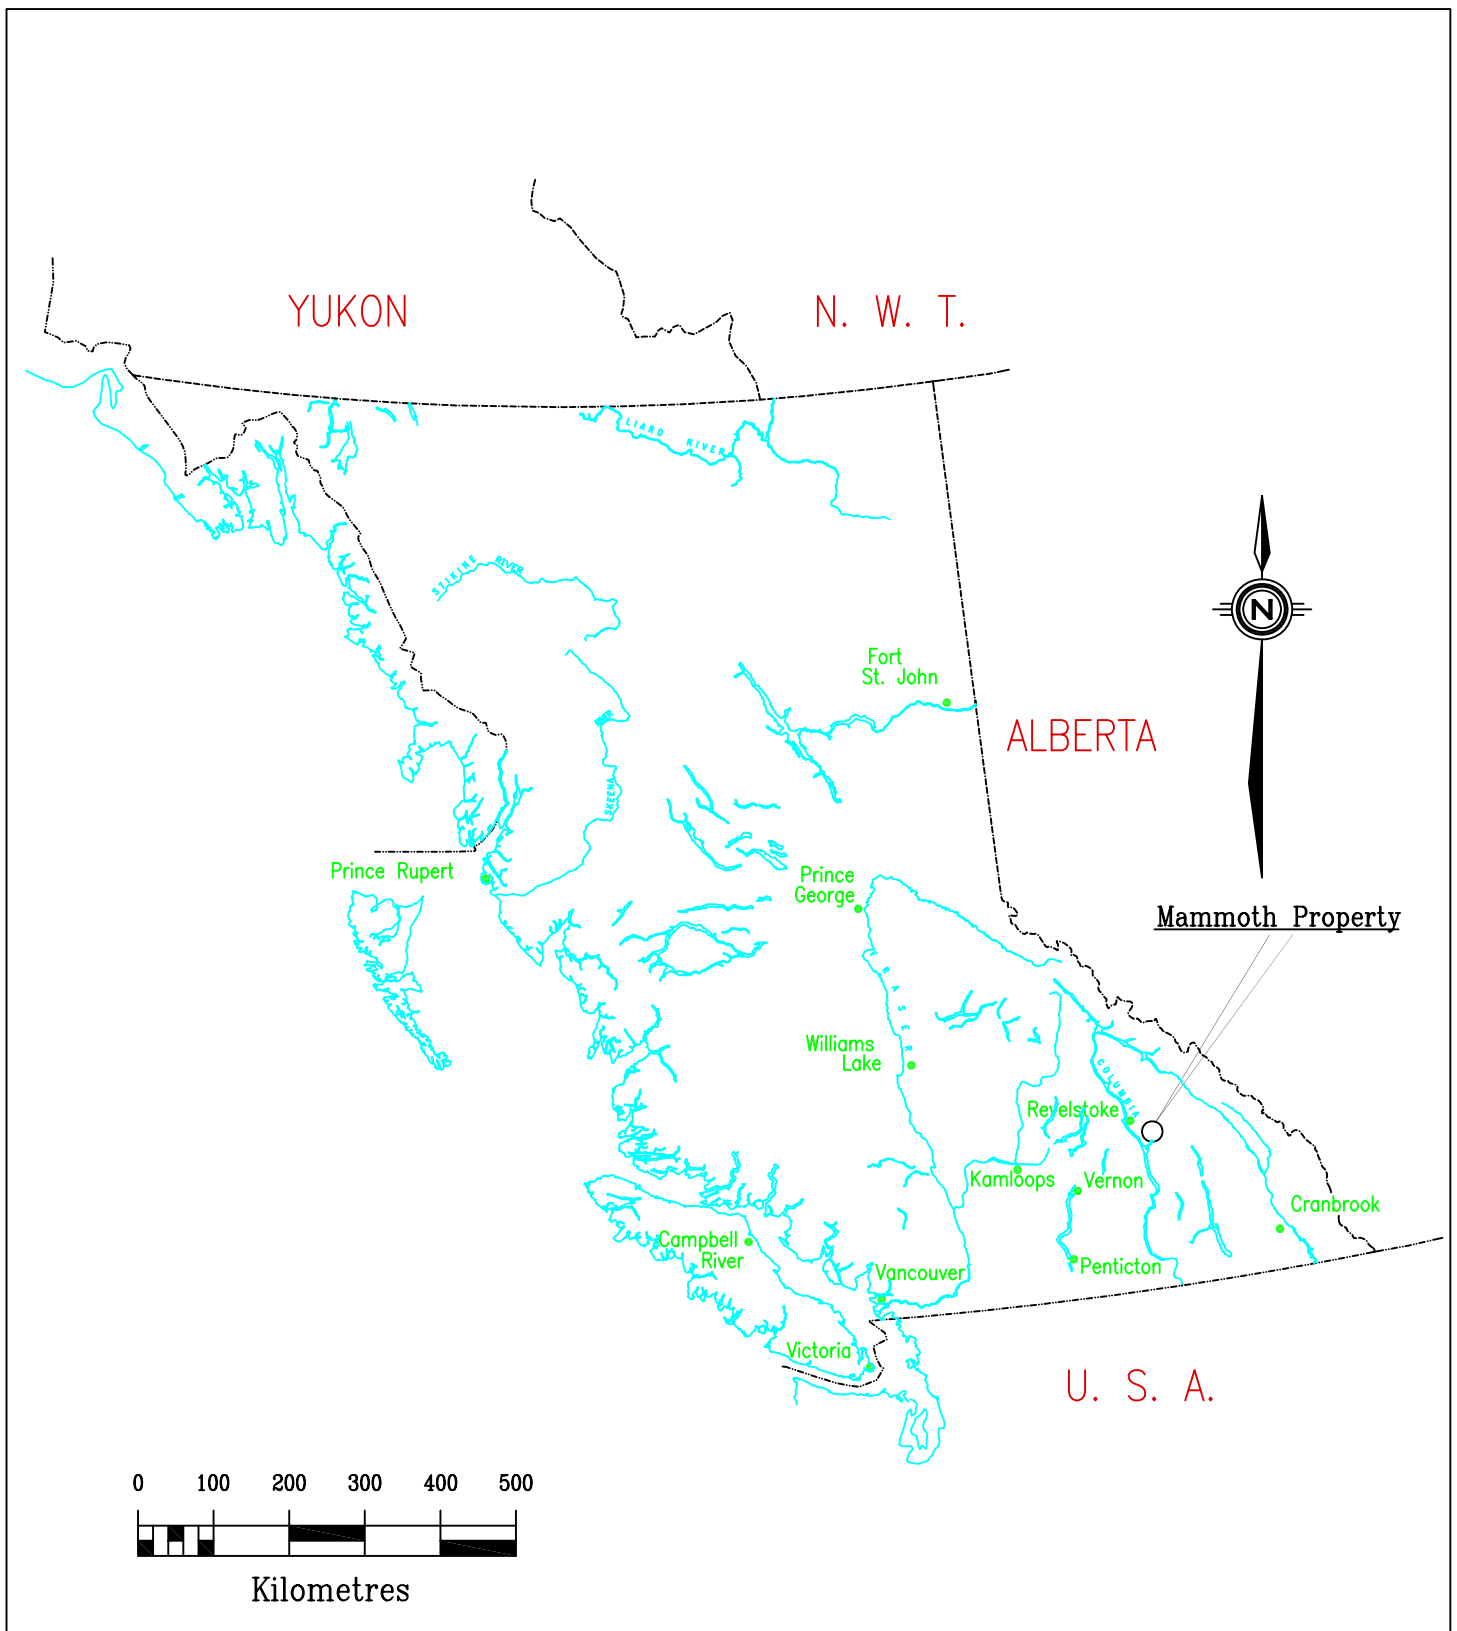 YUKON
N. W. T.
LIARD RIVER
STIKINE RIVER
N
Fort
St. John
ALBERTA
RIVER
SKEENA
Prince Rupert
Prince
George
Mammoth Property
FRASER
Williams
Lake
COLUMBIA
Revelstoke
Kamloops
Vernon
Cranbrook
Campbell
River
Vancouver
Penticton
Victoria
U. S. A.
0 100 200 300 400 500
Kilometres